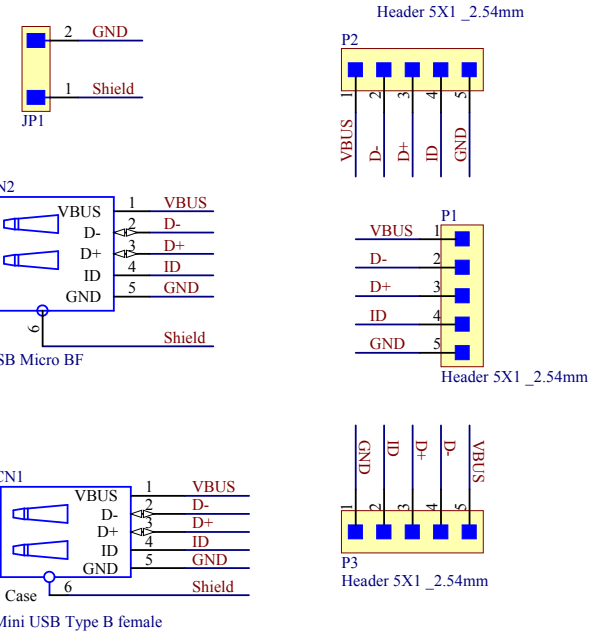 Header 5X1 _2.54mm
2 GND
1 Shield
JP1
P2
1 2 3 4 5
VBUS D- D+ ID GND
N2
VBUS 1 VBUS
D- 2 D-
D+ 3 D+
ID 4 ID
GND 5 GND
6 Shield
SB Micro BF
P1
VBUS 1
D- 2
D+ 3
ID 4
GND 5
Header 5X1 _2.54mm
CN1
VBUS 1 VBUS
D- 2 D-
D+ 3 D+
ID 4 ID
GND 5 GND
Case 6 Shield
Mini USB Type B female
GND ID D+ D- VBUS
1 2 3 4 5
P3
Header 5X1 _2.54mm